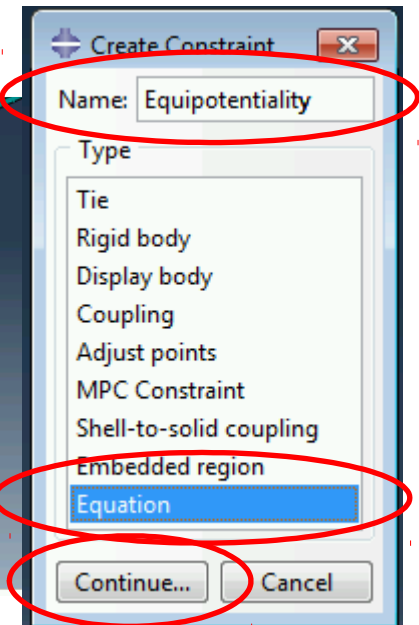 Create Constraint
Name: Equipotentiality
Type
Tie
Rigid body
Display body
Coupling
Adjust points
MPC Constraint
Shell-to-solid coupling
Embedded region
Equation
Continue... Cancel